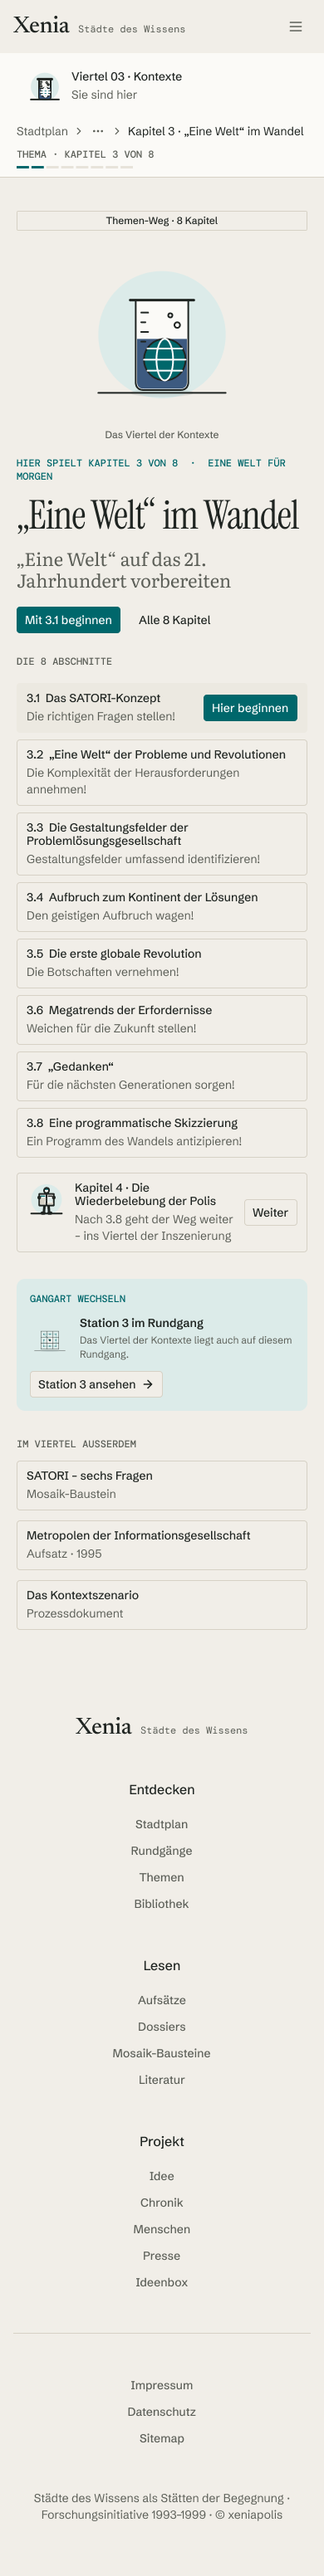 Xenia Städte des Wissens
Viertel 03 · Kontexte
Sie sind hier
Stadtplan > ··· > Kapitel 3 · „Eine Welt“ im Wandel
THEMA · KAPITEL 3 VON 8
Themen-Weg · 8 Kapitel
Das Viertel der Kontexte
HIER SPIELT KAPITEL 3 VON 8 · EINE WELT FÜR
MORGEN
„Eine Welt“ im Wandel
„Eine Welt“ auf das 21.
Jahrhundert vorbereiten
Mit 3.1 beginnen Alle 8 Kapitel
DIE 8 ABSCHNITTE
3.1 Das SATORI-Konzept
Die richtigen Fragen stellen!
Hier beginnen
3.2 „Eine Welt“ der Probleme und Revolutionen
Die Komplexität der Herausforderungen
annehmen!
3.3 Die Gestaltungsfelder der
Problemlösungsgesellschaft
Gestaltungsfelder umfassend identifizieren!
3.4 Aufbruch zum Kontinent der Lösungen
Den geistigen Aufbruch wagen!
3.5 Die erste globale Revolution
Die Botschaften vernehmen!
3.6 Megatrends der Erfordernisse
Weichen für die Zukunft stellen!
3.7 „Gedanken“
Für die nächsten Generationen sorgen!
3.8 Eine programmatische Skizzierung
Ein Programm des Wandels antizipieren!
Kapitel 4 · Die
Wiederbelebung der Polis
Nach 3.8 geht der Weg weiter
– ins Viertel der Inszenierung
Weiter
GANGART WECHSELN
Station 3 im Rundgang
Das Viertel der Kontexte liegt auch auf diesem
Rundgang.
Station 3 ansehen →
IM VIERTEL AUSSERDEM
SATORI – sechs Fragen
Mosaik-Baustein
Metropolen der Informationsgesellschaft
Aufsatz · 1995
Das Kontextszenario
Prozessdokument
Xenia Städte des Wissens
Entdecken
Stadtplan
Rundgänge
Themen
Bibliothek
Lesen
Aufsätze
Dossiers
Mosaik-Bausteine
Literatur
Projekt
Idee
Chronik
Menschen
Presse
Ideenbox
Impressum
Datenschutz
Sitemap
Städte des Wissens als Stätten der Begegnung ·
Forschungsinitiative 1993–1999 · © xeniapolis